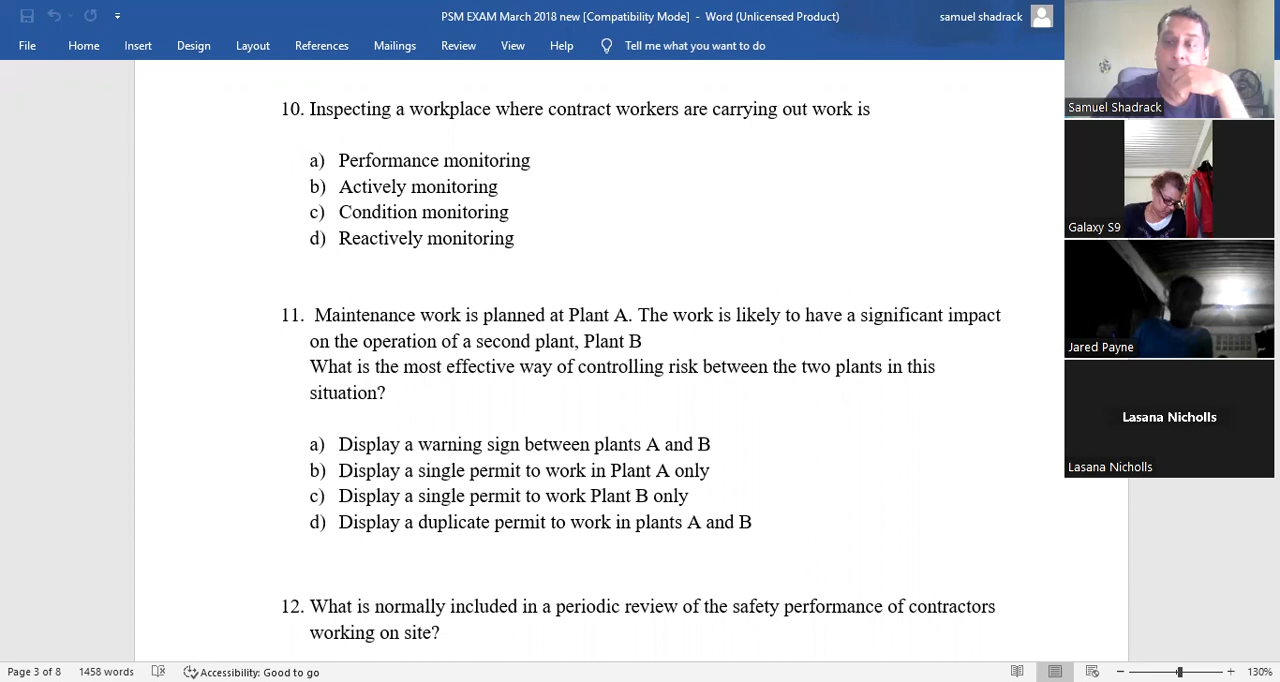 PSM EXAM March 2018 new [Compatibility Mode] - Word (Unlicensed Product)
samuel shadrack
File Home Insert Design Layout References Mailings Review View Help Tell me what you want to do
10. Inspecting a workplace where contract workers are carrying out work is
a) Performance monitoring
b) Actively monitoring
c) Condition monitoring
d) Reactively monitoring
11. Maintenance work is planned at Plant A. The work is likely to have a significant impact
on the operation of a second plant, Plant B
What is the most effective way of controlling risk between the two plants in this
situation?
a) Display a warning sign between plants A and B
b) Display a single permit to work in Plant A only
c) Display a single permit to work Plant B only
d) Display a duplicate permit to work in plants A and B
12. What is normally included in a periodic review of the safety performance of contractors
working on site?
Page 3 of 8 1458 words Accessibility: Good to go 130%
Samuel Shadrack
Galaxy S9
Jared Payne
Lasana Nicholls
Lasana Nicholls